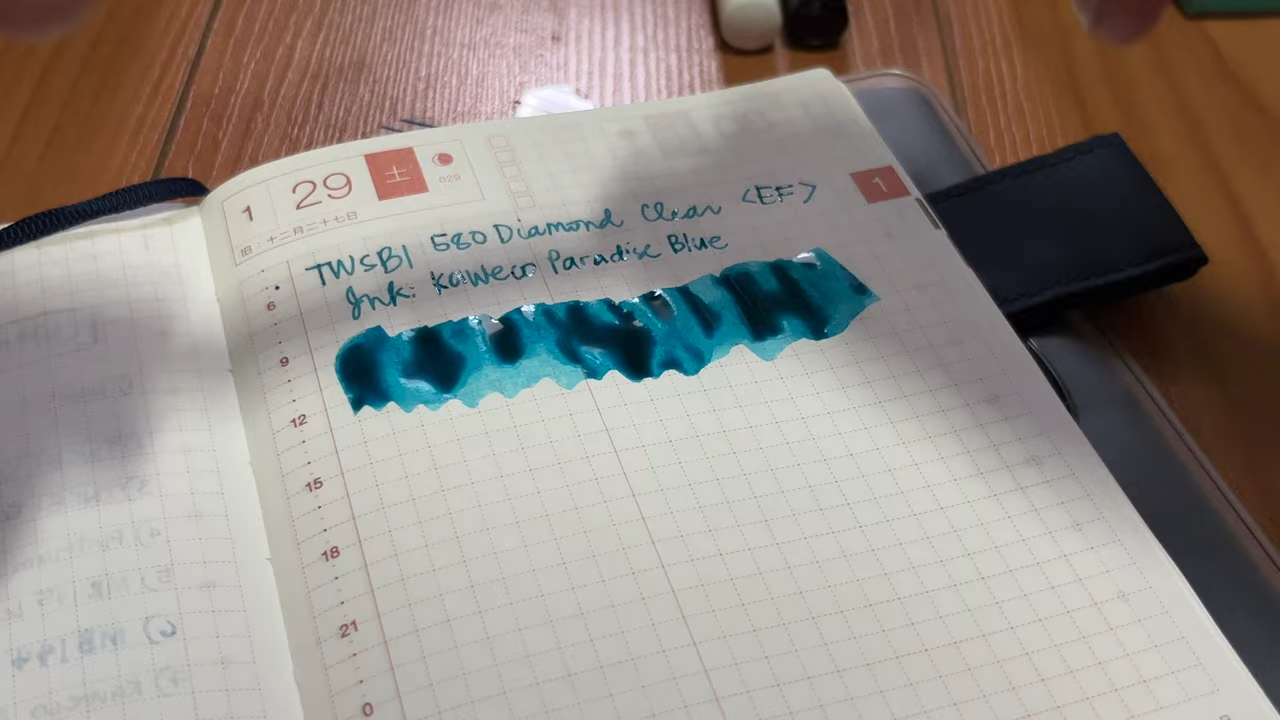 1 29 土 029
旧：十二月二十七日
1
TWSBI 580 Diamond Clear <EF>
Ink: Kaweco Paradise Blue
6
9
12
15
18
21
0